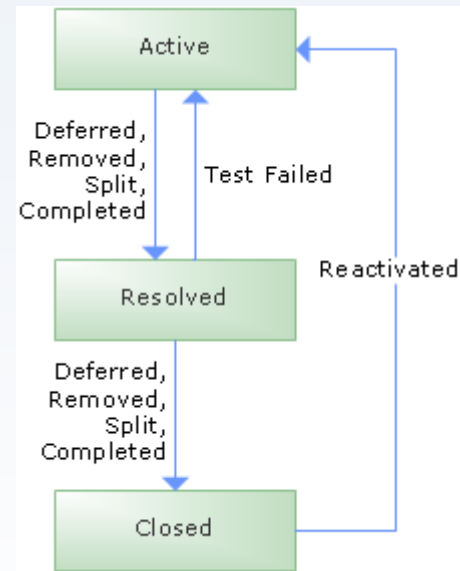 Active
Deferred,
Removed,
Split,
Completed
Test Failed
Reactivated
Resolved
Deferred,
Removed,
Split,
Completed
Closed